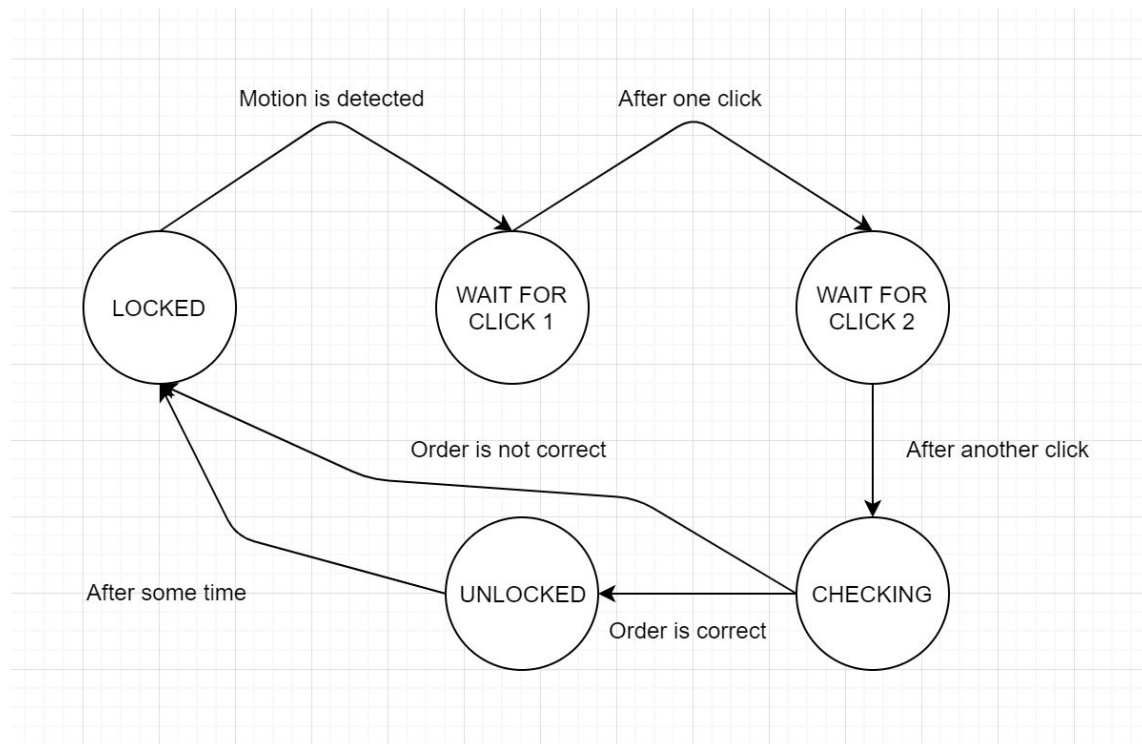 Motion is detected
After one click
LOCKED
WAIT FOR
CLICK 1
WAIT FOR
CLICK 2
Order is not correct
After another click
After some time
UNLOCKED
CHECKING
Order is correct